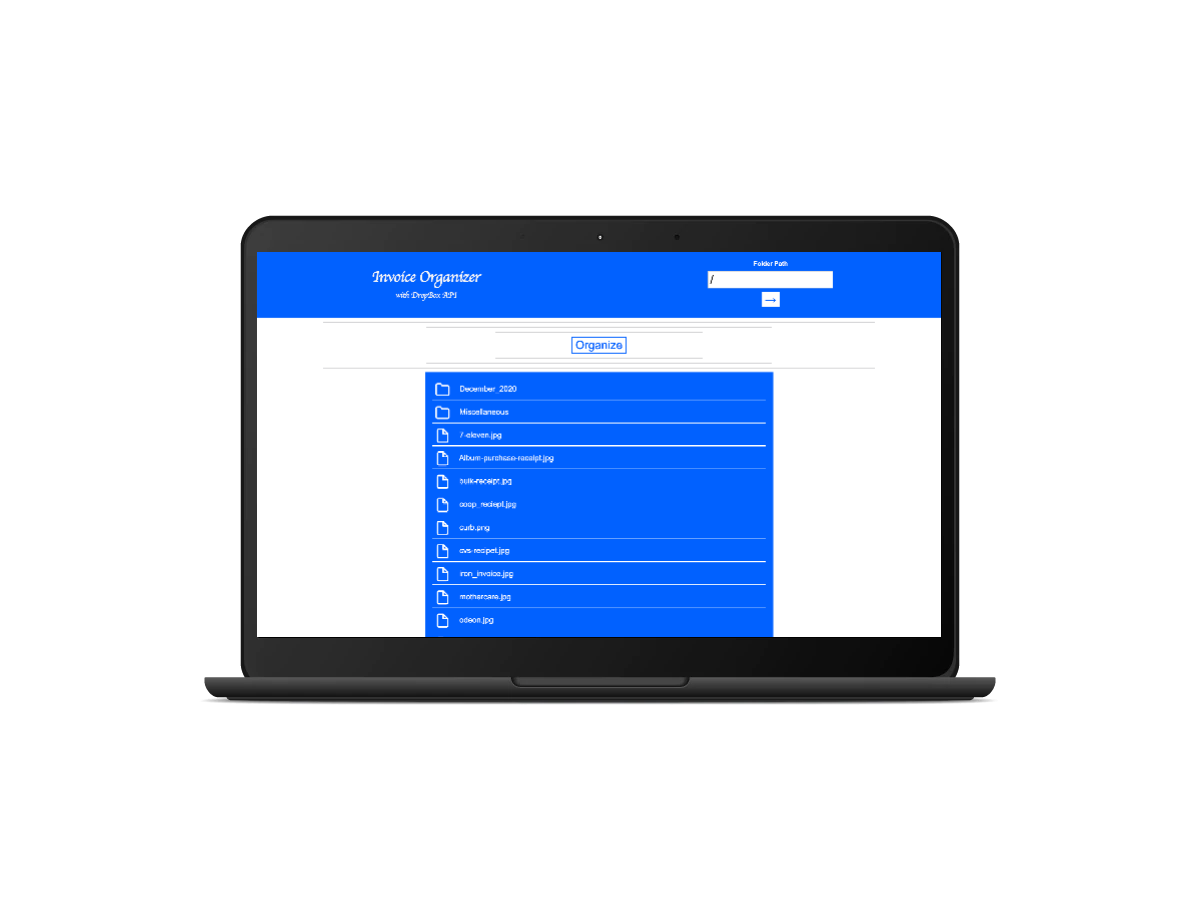 Invoice Organizer
with DropBox API
Folder Path
/
→
Organize
December_2020
Miscellaneous
7-eleven.jpg
Album-purchase-receipt.jpg
bulk-receipt.jpg
coop_reciept.jpg
curb.png
cvs-recipet.jpg
iron_invoice.jpg
mothercare.jpg
odeon.jpg